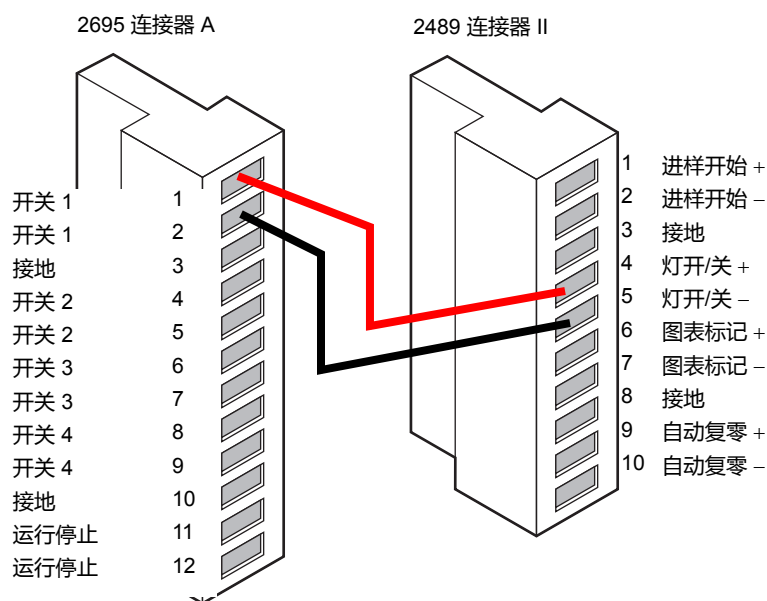 2695 连接器 A
2489 连接器 II
开关 1 1
开关 1 2
接地 3
开关 2 4
开关 2 5
开关 3 6
开关 3 7
开关 4 8
开关 4 9
接地 10
运行停止 11
运行停止 12
1 进样开始 +
2 进样开始 –
3 接地
4 灯开/关 +
5 灯开/关 –
6 图表标记 +
7 图表标记 –
8 接地
9 自动复零 +
10 自动复零 –